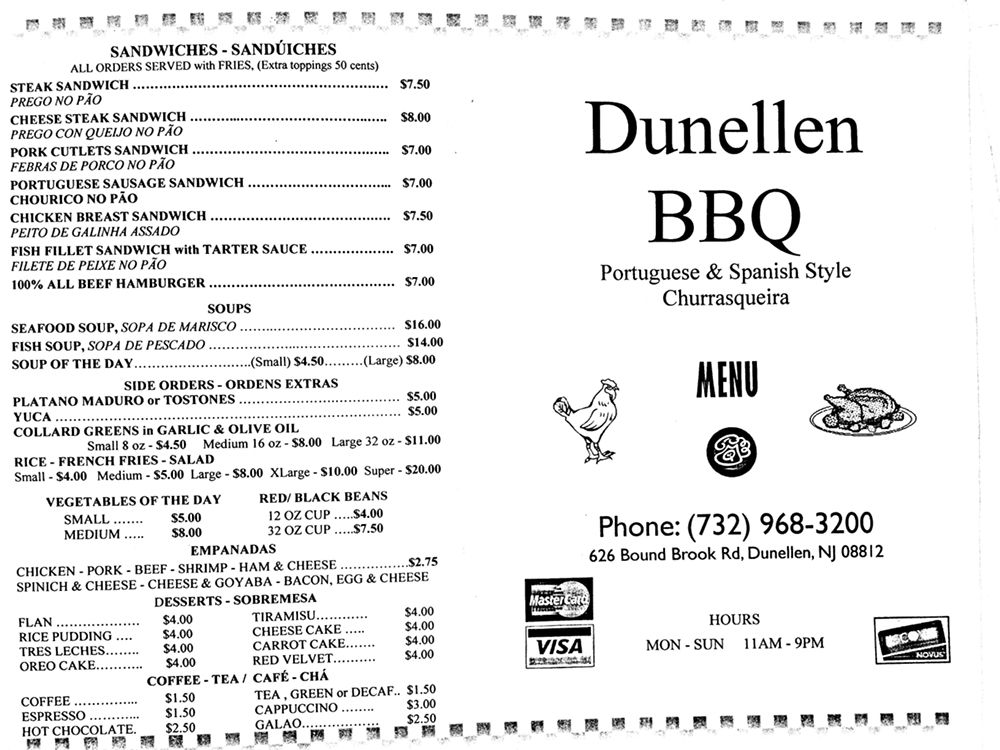 SANDWICHES - SANDÚICHES
ALL ORDERS SERVED with FRIES, (Extra toppings 50 cents)
STEAK SANDWICH ........................................................ $7.50
PREGO NO PÃO
CHEESE STEAK SANDWICH ........................................... $8.00
PREGO CON QUEIJO NO PÃO
PORK CUTLETS SANDWICH ........................................... $7.00
FEBRAS DE PORCO NO PÃO
PORTUGUESE SAUSAGE SANDWICH ............................... $7.00
CHOURICO NO PÃO
CHICKEN BREAST SANDWICH ....................................... $7.50
PEITO DE GALINHA ASSADO
FISH FILLET SANDWICH with TARTER SAUCE .................. $7.00
FILETE DE PEIXE NO PÃO
100% ALL BEEF HAMBURGER ........................................ $7.00
SOUPS
SEAFOOD SOUP, SOPA DE MARISCO .................................. $16.00
FISH SOUP, SOPA DE PESCADO ......................................... $14.00
SOUP OF THE DAY.........................(Small) $4.50.........(Large) $8.00
SIDE ORDERS - ORDENS EXTRAS
PLATANO MADURO or TOSTONES ................................... $5.00
YUCA ........................................................................... $5.00
COLLARD GREENS in GARLIC & OLIVE OIL
Small 8 oz - $4.50 Medium 16 oz - $8.00 Large 32 oz - $11.00
RICE - FRENCH FRIES - SALAD
Small - $4.00 Medium - $5.00 Large - $8.00 XLarge - $10.00 Super - $20.00
VEGETABLES OF THE DAY
SMALL ....... $5.00
MEDIUM ..... $8.00
RED/ BLACK BEANS
12 OZ CUP .....$4.00
32 OZ CUP .....$7.50
EMPANADAS
CHICKEN - PORK - BEEF - SHRIMP - HAM & CHEESE ................$2.75
SPINICH & CHEESE - CHEESE & GOYABA - BACON, EGG & CHEESE
DESSERTS - SOBREMESA
FLAN .................... $4.00
RICE PUDDING .... $4.00
TRES LECHES........ $4.00
OREO CAKE........... $4.00
TIRAMISU............ $4.00
CHEESE CAKE ..... $4.00
CARROT CAKE....... $4.00
RED VELVET.......... $4.00
COFFEE - TEA / CAFÉ - CHÁ
COFFEE ............... $1.50
ESPRESSO ............ $1.50
HOT CHOCOLATE. $2.50
TEA , GREEN or DECAF.. $1.50
CAPPUCCINO ........ $3.00
GALAO................... $2.50
Dunellen
BBQ
Portuguese & Spanish Style
Churrasqueira
MENU
Phone: (732) 968-3200
626 Bound Brook Rd, Dunellen, NJ 08812
MasterCard
VISA
HOURS
MON - SUN 11AM - 9PM
NOVUS